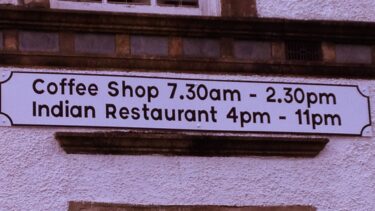 Coffee Shop 7.30am - 2.30pm
Indian Restaurant 4pm - 11pm